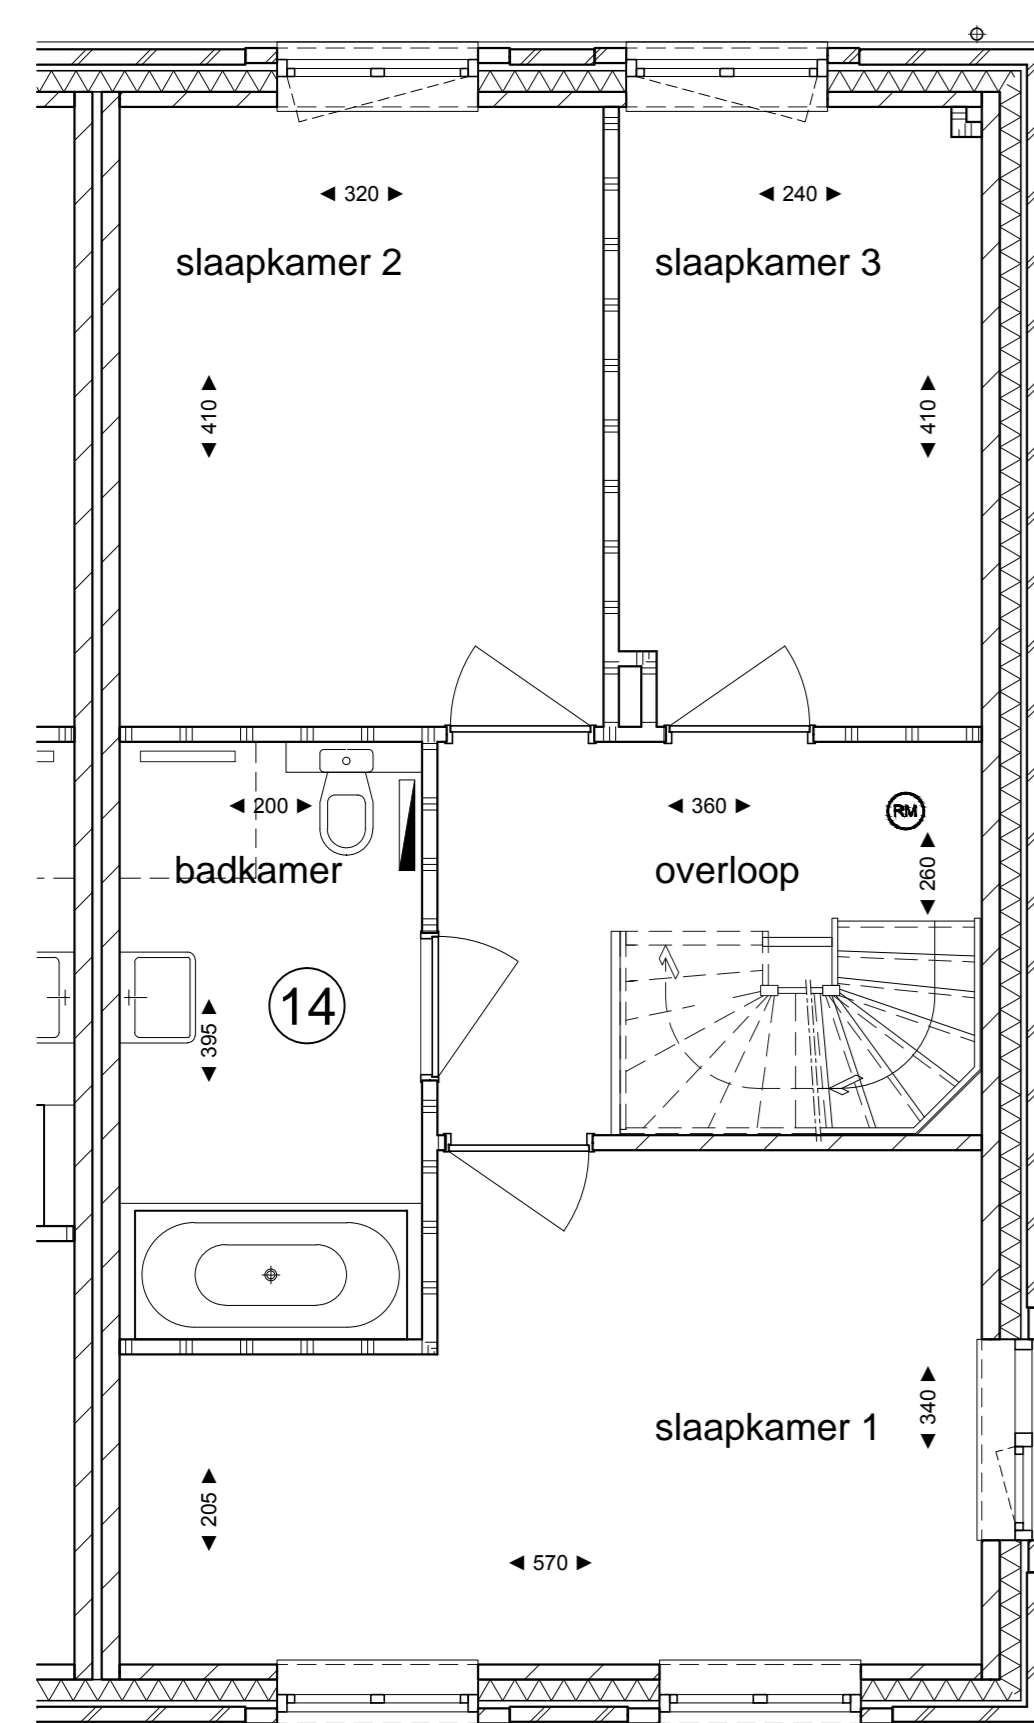 ◄ 320 ►
◄ 240 ►
slaapkamer 2
slaapkamer 3
◄ 410 ►
◄ 410 ►
◄ 200 ►
◄ 360 ►
RM
badkamer
overloop
◄ 260 ►
14
◄ 395 ►
◄ 340 ►
slaapkamer 1
◄ 205 ►
◄ 570 ►